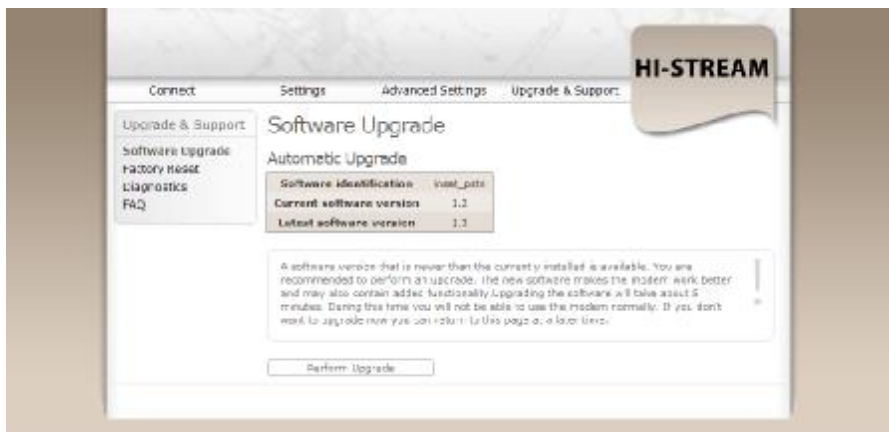 HI-STREAM
Connect Settings Advanced Settings Upgrade & Support
Upgrade & Support
Software Upgrade
Factory Reset
Diagnostics
FAQ
Software Upgrade
Automatic Upgrade
Software identification
Current software version 1.2
Latest software version 1.3
A software version that is newer than the currently installed is available. You are
recommended to perform an upgrade. The new software makes the modem work better
and may also contain added functionality.Upgrading the software will take about 5
minutes. During this time you will not be able to use the modem normally. If you don't
want to upgrade now you can return to this page at a later time.
Perform Upgrade